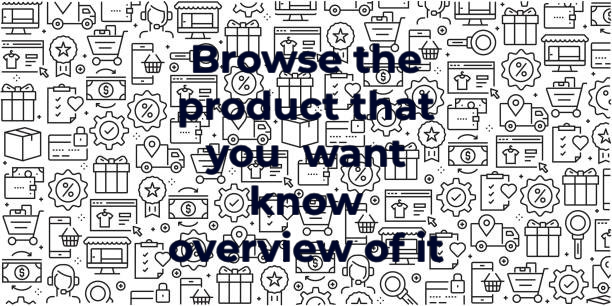 Browse the
product that
you want
know
overview of it